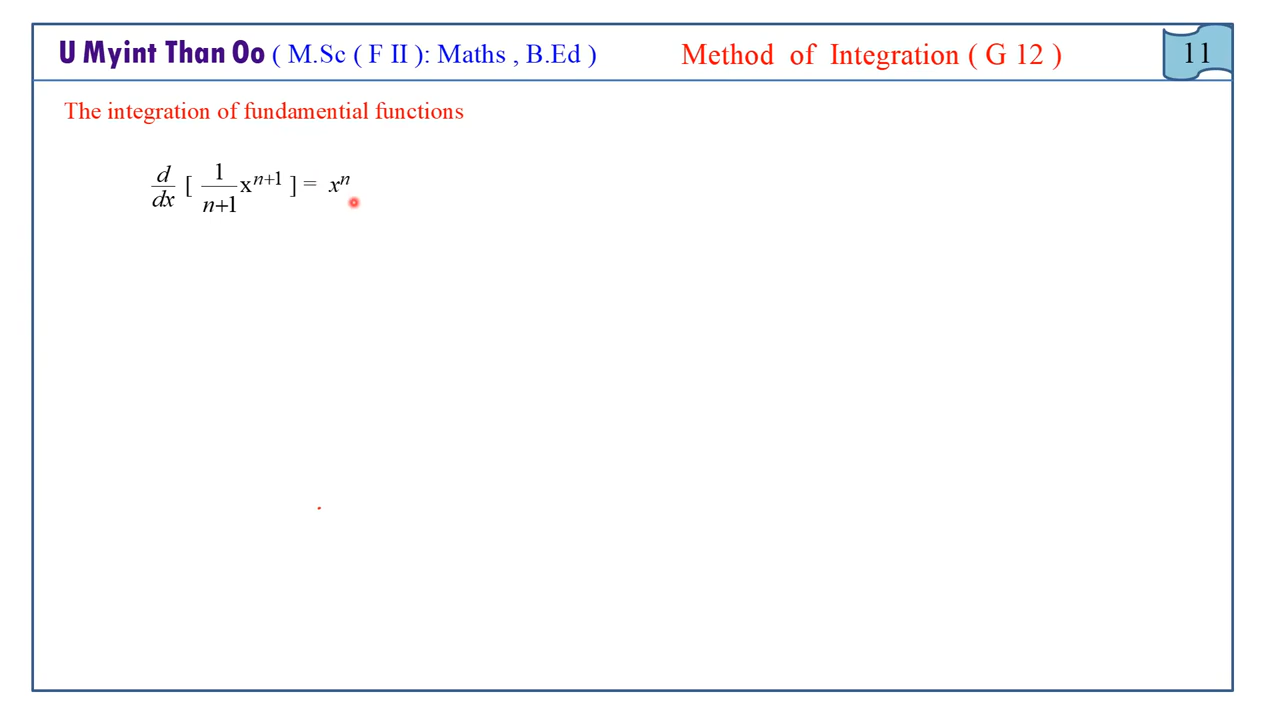 U Myint Than Oo ( M.Sc ( F II ): Maths , B.Ed ) Method of Integration ( G 12 ) 11
The integration of fundamential functions
d/dx [ 1/n+1 x^n+1 ] = x^n